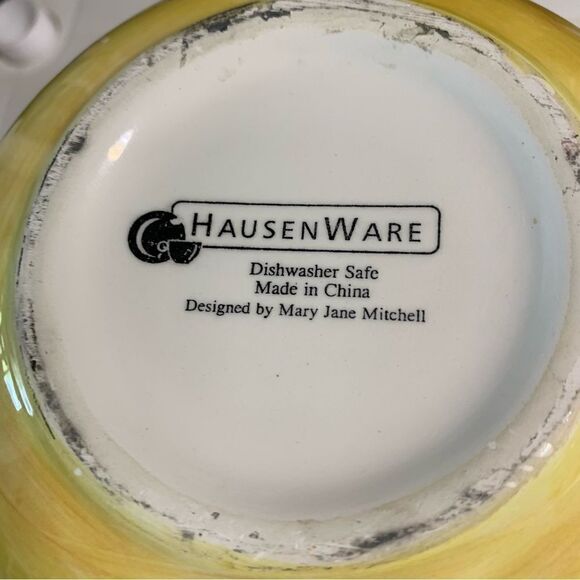 HAUSENWARE
Dishwasher Safe
Made in China
Designed by Mary Jane Mitchell